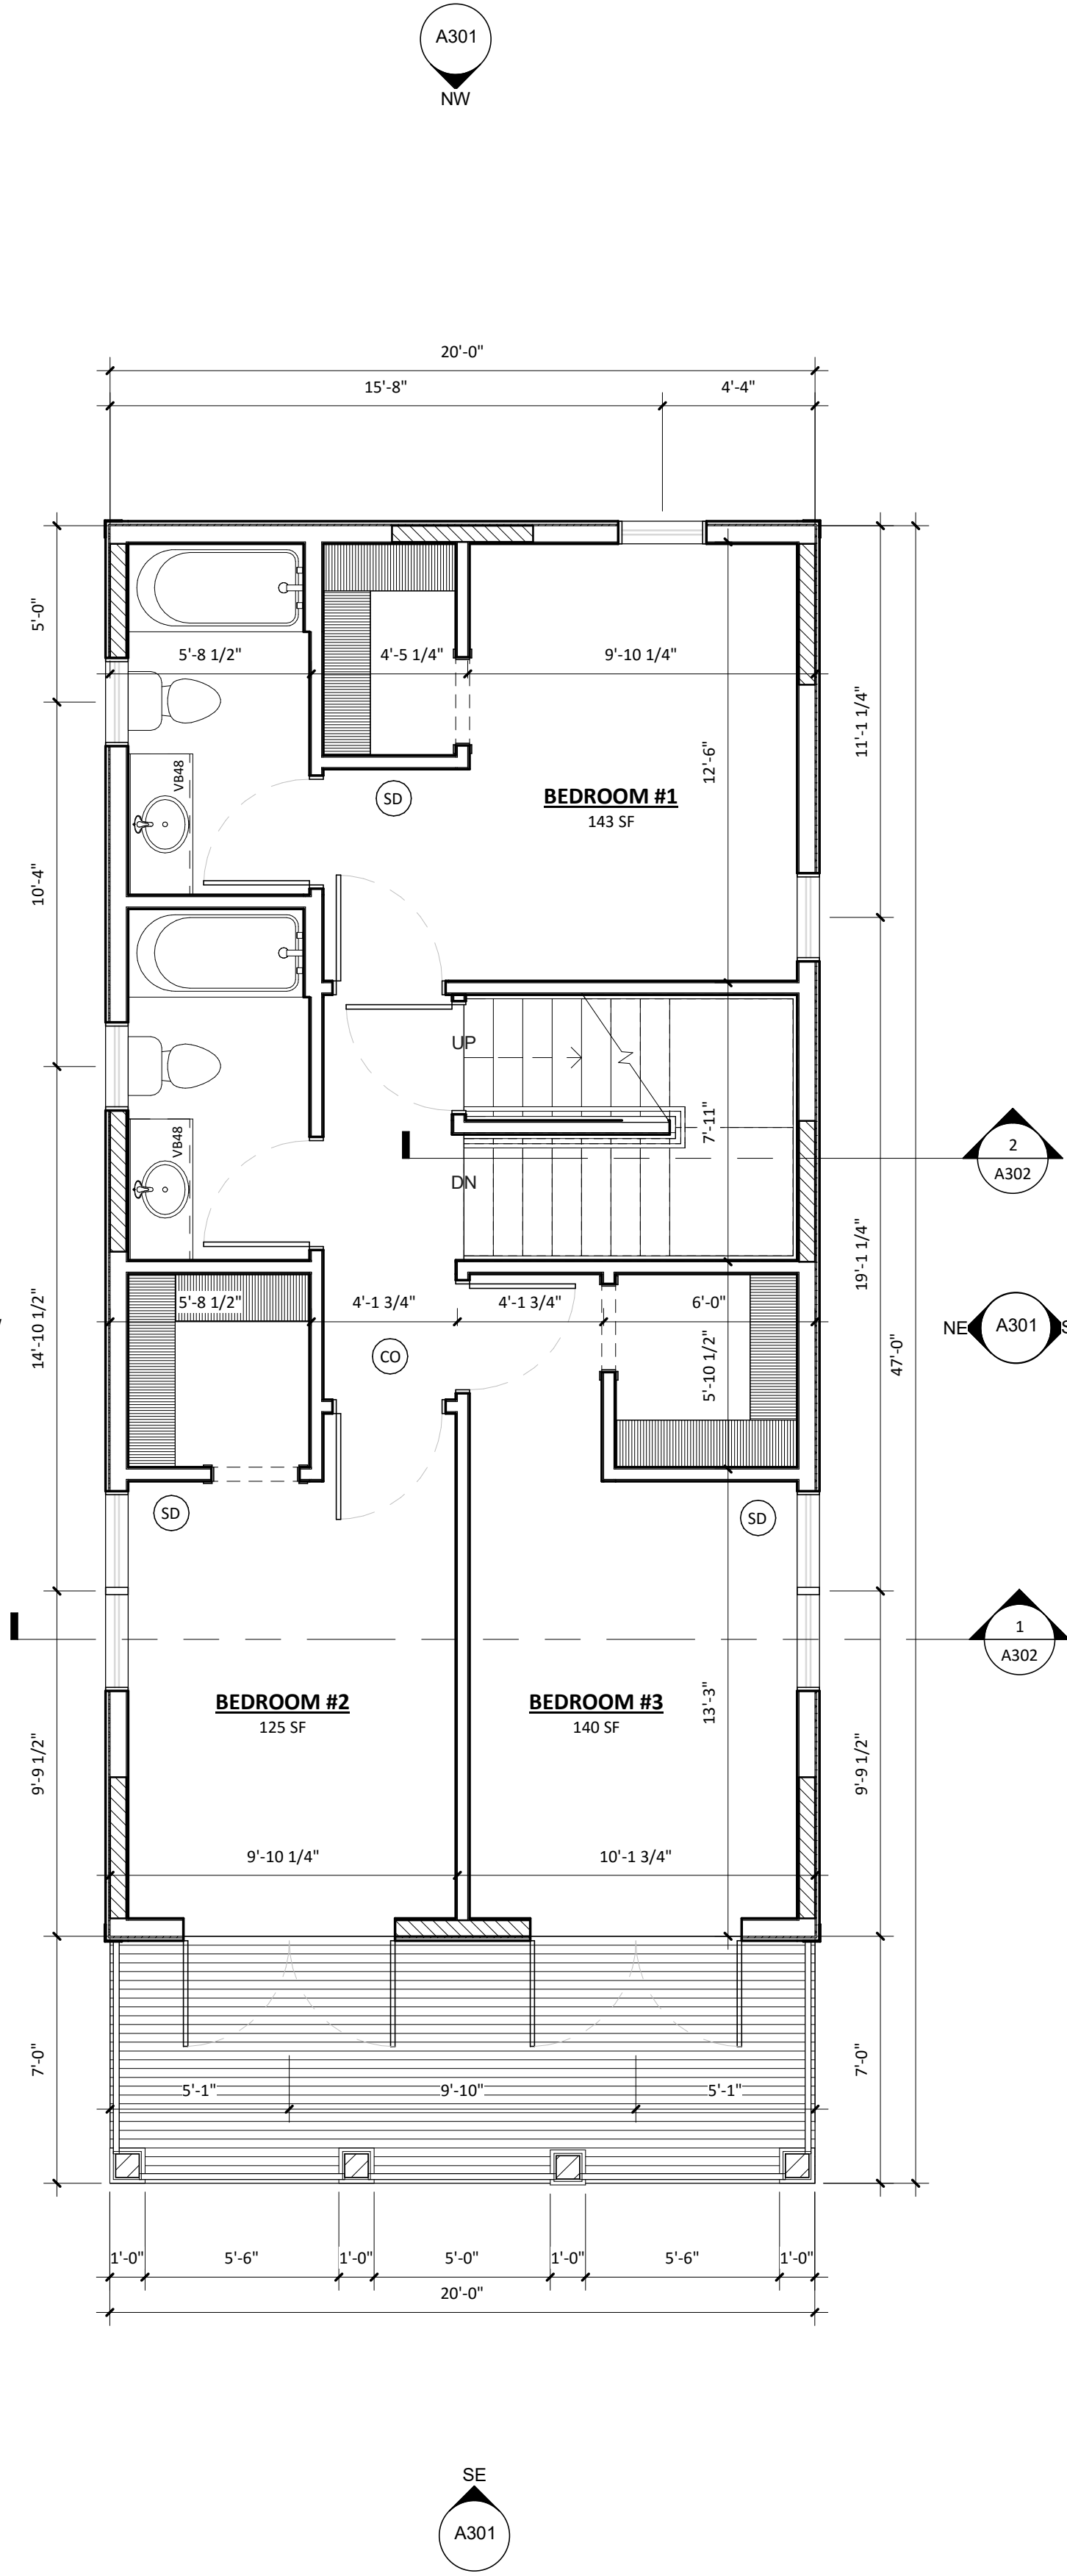 A301
NW
20'-0"
15'-8"
4'-4"
5'-0"
5'-8 1/2"
4'-5 1/4"
9'-10 1/4"
11'-1 1/4"
12'-6"
VB48
SD
BEDROOM #1
143 SF
10'-4"
UP
7'-11"
VB48
DN
2
A302
19'-1 1/4"
14'-10 1/2"
5'-8 1/2"
4'-1 3/4"
4'-1 3/4"
6'-0"
NE
A301
CO
5'-10 1/2"
47'-0"
SD
SD
1
A302
BEDROOM #2
125 SF
BEDROOM #3
140 SF
13'-3"
9'-9 1/2"
9'-9 1/2"
9'-10 1/4"
10'-1 3/4"
7'-0"
7'-0"
5'-1"
9'-10"
5'-1"
1'-0"
5'-6"
1'-0"
5'-0"
1'-0"
5'-6"
1'-0"
20'-0"
SE
A301